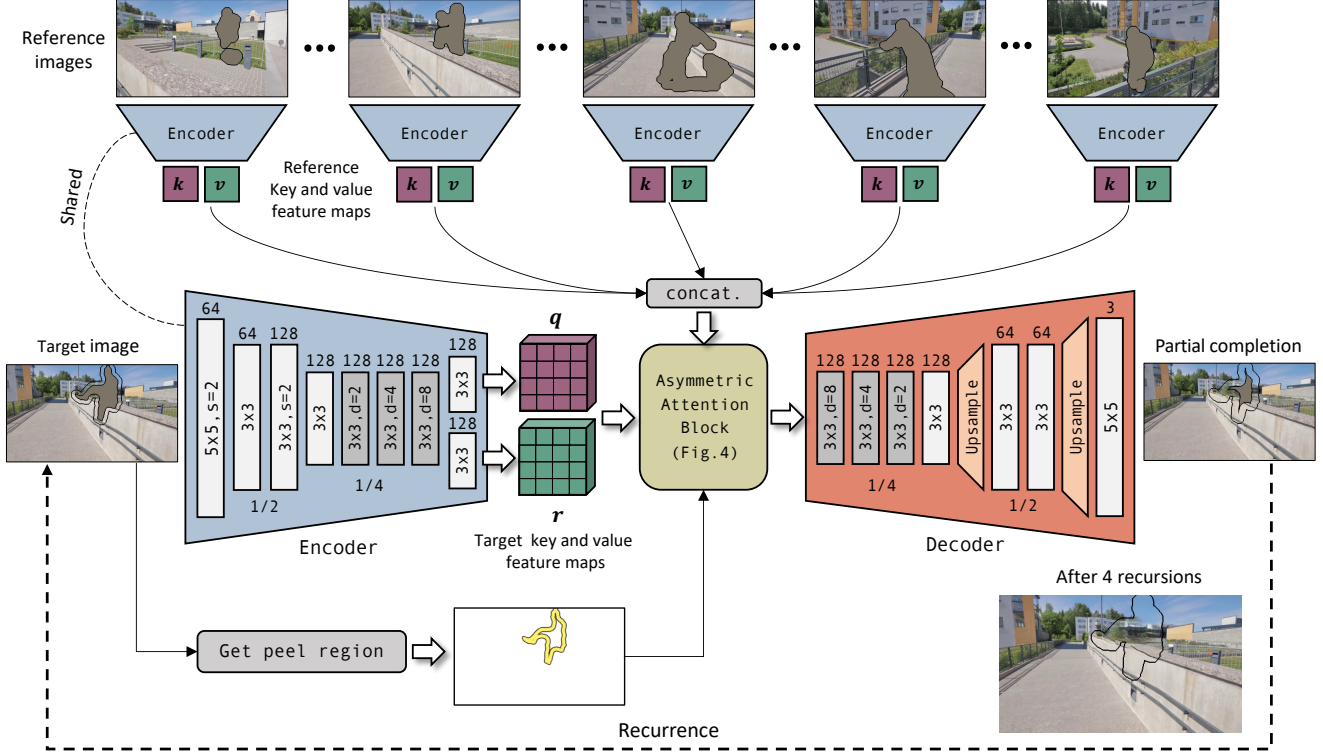 Reference
images
Encoder
Encoder
Encoder
Encoder
Encoder
k v
k v
k v
k v
k v
Reference
Key and value
feature maps
Shared
concat.
Target image
64
64 128
128 128 128 128
128
128
5x5,s=2
3x3
3x3,s=2
3x3
3x3,d=2
3x3,d=4
3x3,d=8
3x3
3x3
1/2
1/4
Encoder
q
r
Target key and value
feature maps
Asymmetric
Attention
Block
(Fig.4)
128 128 128 128
64 64
3
3x3,d=8
3x3,d=4
3x3,d=2
3x3
Upsample
3x3
3x3
Upsample
5x5
1/4
1/2
Decoder
Partial completion
After 4 recursions
Get peel region
Recurrence